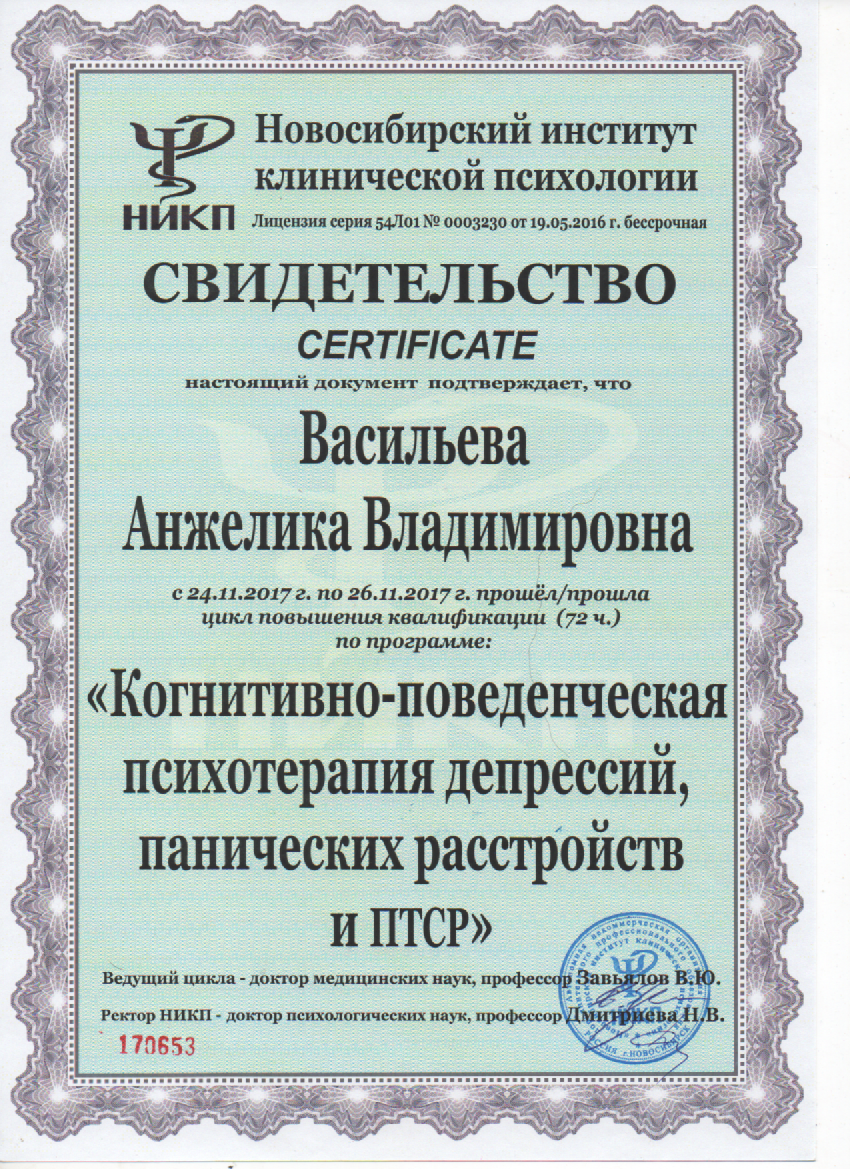 Новосибирский институт
клинической психологии
НИКП
Лицензия серия 54Л01 № 0003230 от 19.05.2016 г. бессрочная
СВИДЕТЕЛЬСТВО
CERTIFICATE
настоящий документ подтверждает, что
Васильева
Анжелика Владимировна
с 24.11.2017 г. по 26.11.2017 г. прошёл/прошла
цикл повышения квалификации (72 ч.)
по программе:
«Когнитивно-поведенческая
психотерапия депрессий,
панических расстройств
и ПТСР»
Ведущий цикла - доктор медицинских наук, профессор Завьялов В.Ю.
Ректор НИКП - доктор психологических наук, профессор Дмитриева Н.В.
170653
НИКП